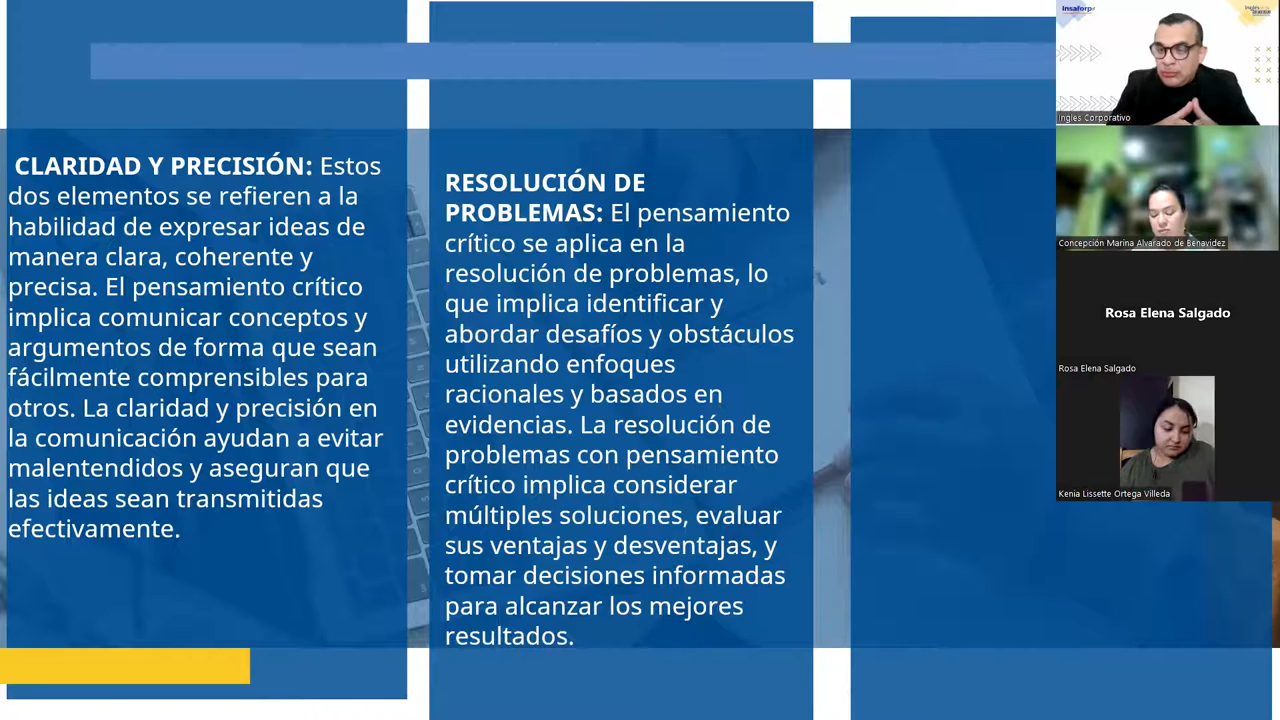 CLARIDAD Y PRECISIÓN: Estos
dos elementos se refieren a la
habilidad de expresar ideas de
manera clara, coherente y
precisa. El pensamiento crítico
implica comunicar conceptos y
argumentos de forma que sean
fácilmente comprensibles para
otros. La claridad y precisión en
la comunicación ayudan a evitar
malentendidos y aseguran que
las ideas sean transmitidas
efectivamente.
RESOLUCIÓN DE
PROBLEMAS: El pensamiento
crítico se aplica en la
resolución de problemas, lo
que implica identificar y
abordar desafíos y obstáculos
utilizando enfoques
racionales y basados en
evidencias. La resolución de
problemas con pensamiento
crítico implica considerar
múltiples soluciones, evaluar
sus ventajas y desventajas, y
tomar decisiones informadas
para alcanzar los mejores
resultados.
insaforp
Ingles Corporativo
Concepción Marina Alvarado de Benavidez
Rosa Elena Salgado
Rosa Elena Salgado
Kenia Lissette Ortega Villeda